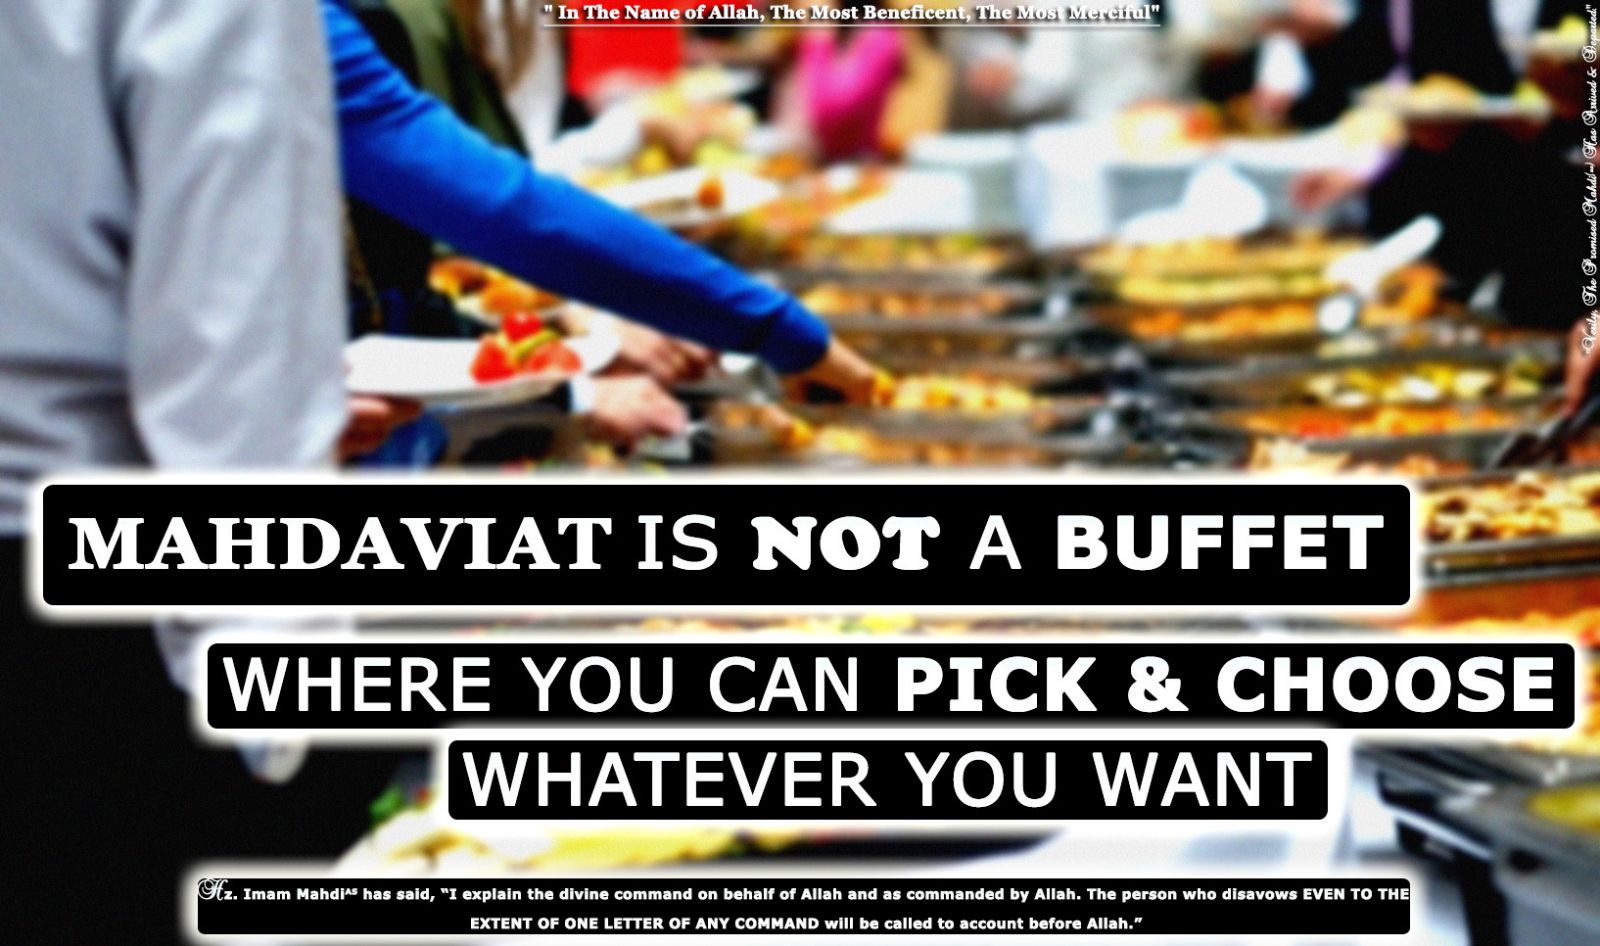 " In The Name of Allah, The Most Beneficent, The Most Merciful"
"Verily, The Promised Mahdi[AS] Has Arrived & Departed"
MAHDAVIAT IS NOT A BUFFET
WHERE YOU CAN PICK & CHOOSE
WHATEVER YOU WANT
Hz. Imam Mahdiᴬˢ has said, “I explain the divine command on behalf of Allah and as commanded by Allah. The person who disavows EVEN TO THE
EXTENT OF ONE LETTER OF ANY COMMAND will be called to account before Allah.”